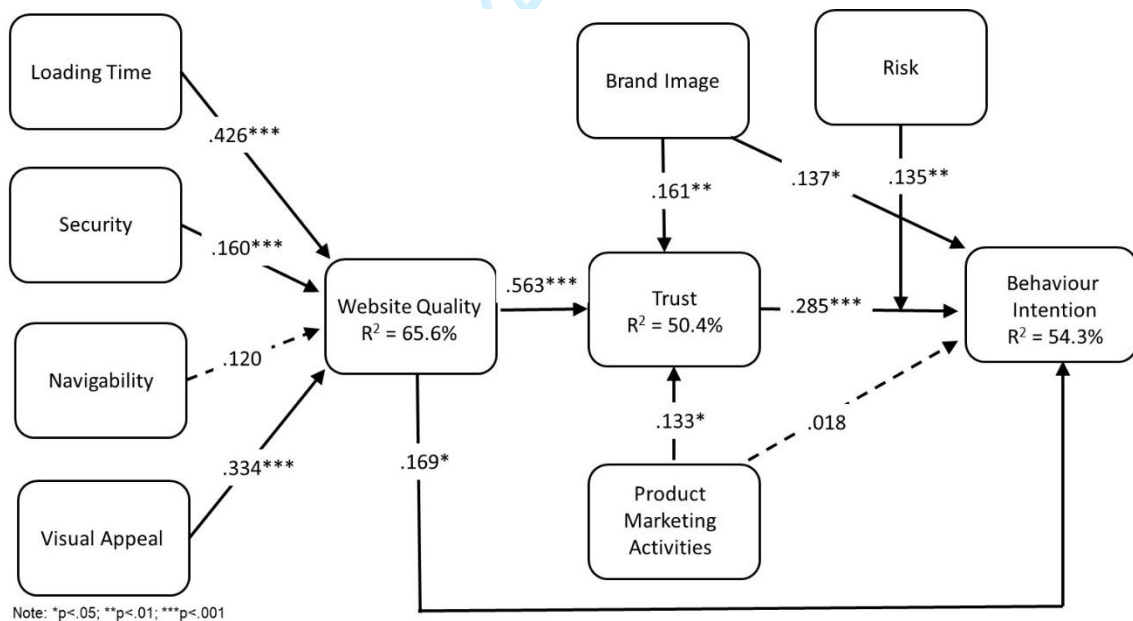 Loading Time
Brand Image
Risk
.426***
.161**
.137*
.135**
Security
.160***
Website Quality
R² = 65.6%
.563***
Trust
R² = 50.4%
.285***
Behaviour
Intention
R² = 54.3%
Navigability
.120
.133*
.018
.334***
.169*
Visual Appeal
Product
Marketing
Activities
Note: *p<.05; **p<.01; ***p<.001